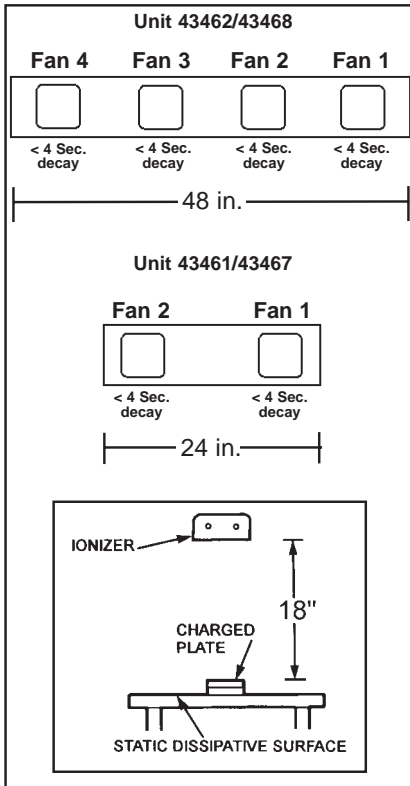 Unit 43462/43468
Fan 4 Fan 3 Fan 2 Fan 1
< 4 Sec. < 4 Sec. < 4 Sec. < 4 Sec.
decay decay decay decay
48 in.
Unit 43461/43467
Fan 2 Fan 1
< 4 Sec. < 4 Sec.
decay decay
24 in.
IONIZER
18"
CHARGED
PLATE
STATIC DISSIPATIVE SURFACE